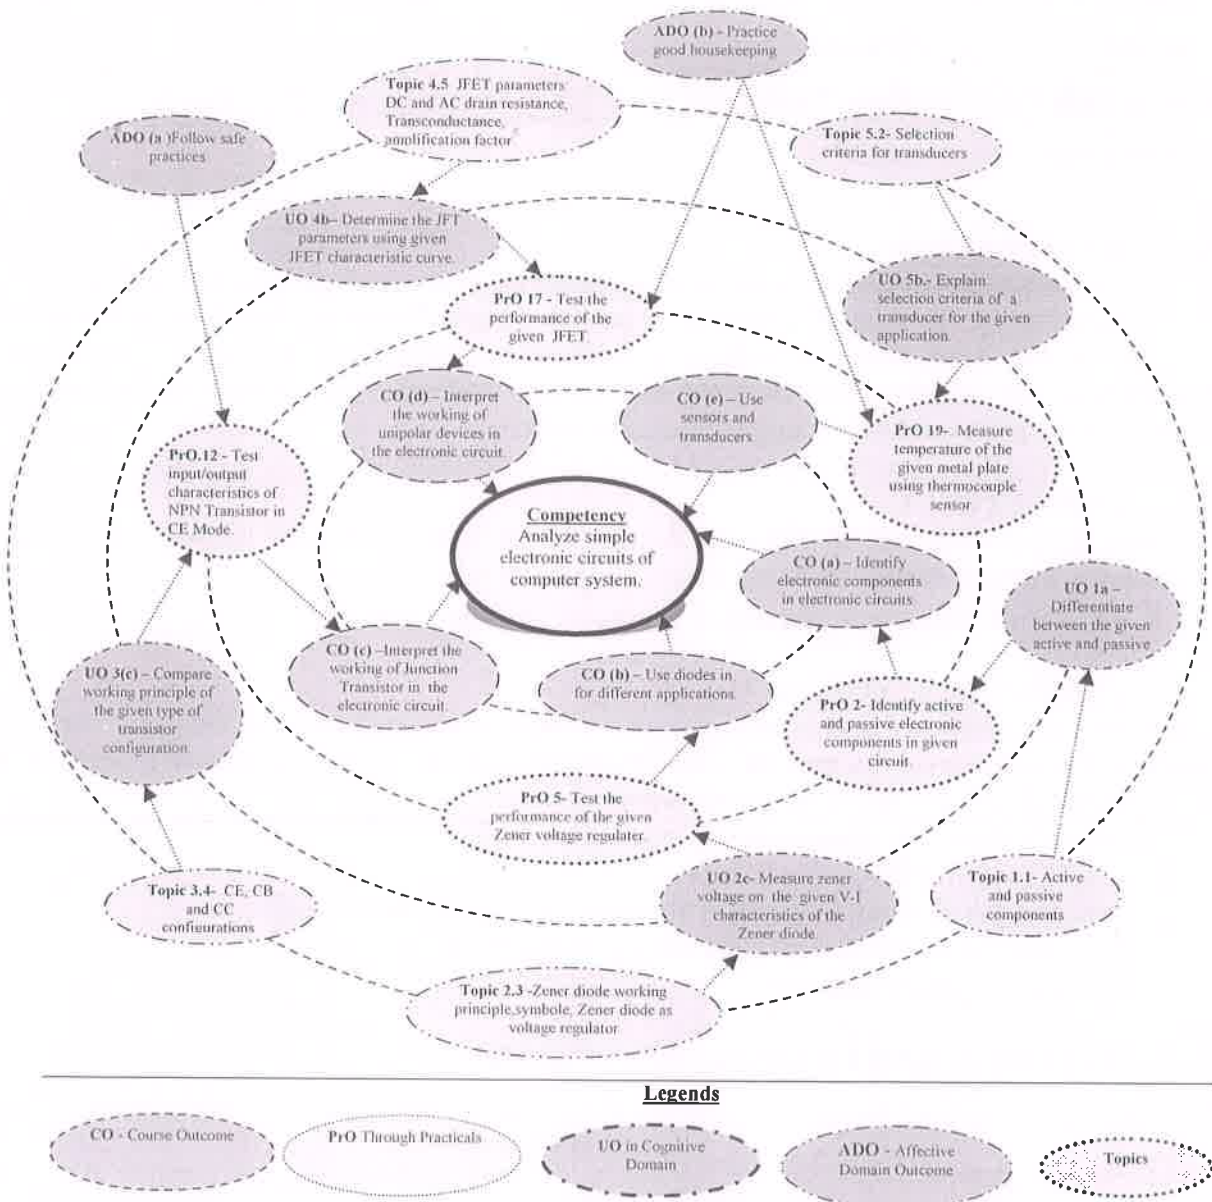 ADO (b) - Practice
good housekeeping
Topic 4.5 JFET parameters
DC and AC drain resistance,
Transconductance,
amplification factor
ADO (a )Follow safe
practices
Topic 5.2- Selection
criteria for transducers
UO 4b– Determine the JFT
parameters using given
JFET characteristic curve.
UO 5b.- Explain
selection criteria of a
transducer for the given
application.
PrO 17 - Test the
performance of the
given JFET.
CO (d) – Interpret
the working of
unipolar devices in
the electronic circuit.
CO (e) – Use
sensors and
transducers
PrO 19- Measure
temperature of the
given metal plate
using thermocouple
sensor
PrO.12 - Test
input/output
characteristics of
NPN Transistor in
CE Mode.
Competency
Analyze simple
electronic circuits of
computer system.
CO (a) – Identify
electronic components
in electronic circuits
UO 1a –
Differentiate
between the given
active and passive
CO (c) –Interpret the
working of Junction
Transistor in the
electronic circuit.
CO (b) – Use diodes in
for different applications.
UO 3(c) – Compare
working principle of
the given type of
transistor
configuration
PrO 2- Identify active
and passive electronic
components in given
circuit.
PrO 5- Test the
performance of the given
Zener voltage regulater.
Topic 3.4- CE, CB
and CC
configurations
UO 2c- Measure zener
voltage on the given V-I
characteristics of the
Zener diode
Topic 1.1- Active
and passive
components
Topic 2.3 -Zener diode working
principle,symbole, Zener diode as
voltage regulator
Legends
CO - Course Outcome
PrO Through Practicals
UO in Cognitive
Domain
ADO - Affective
Domain Outcome
Topics